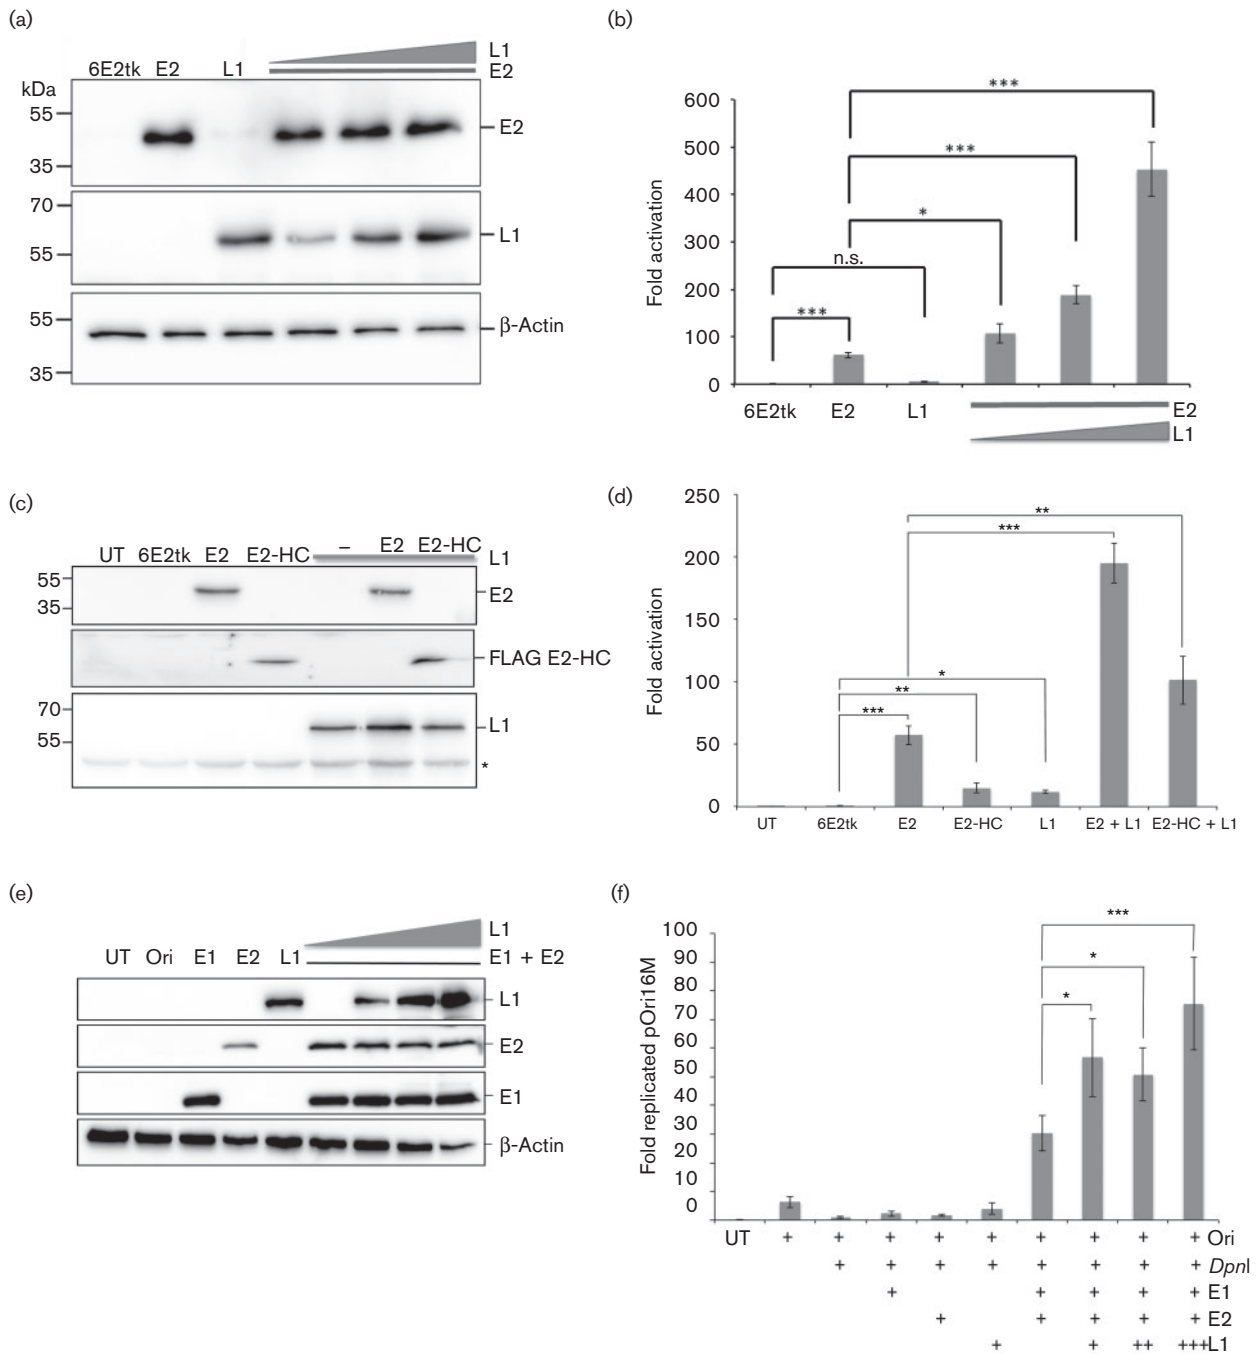 (a)
6E2tk E2 L1 L1
E2
kDa
55
35
E2
70
55
L1
55
35
β-Actin
(b)
Fold activation
600
500
400
300
200
100
0
***
***
*
n.s.
***
6E2tk E2 L1
E2
L1
(c)
UT 6E2tk E2 E2-HC – E2 E2-HC L1
55
35
E2
FLAG E2-HC
70
55
L1
*
(d)
Fold activation
250
200
150
100
50
0
**
***
*
**
***
UT 6E2tk E2 E2-HC L1 E2 + L1 E2-HC + L1
(e)
L1
UT Ori E1 E2 L1 E1 + E2
L1
E2
E1
β-Actin
(f)
Fold replicated pOri16M
100
90
80
70
60
50
40
30
20
10
0
***
*
*
UT + + + + + + + + + Ori
+ + + + + + + + DpnI
+ + + + + E1
+ + + + + E2
+ + ++ +++ L1